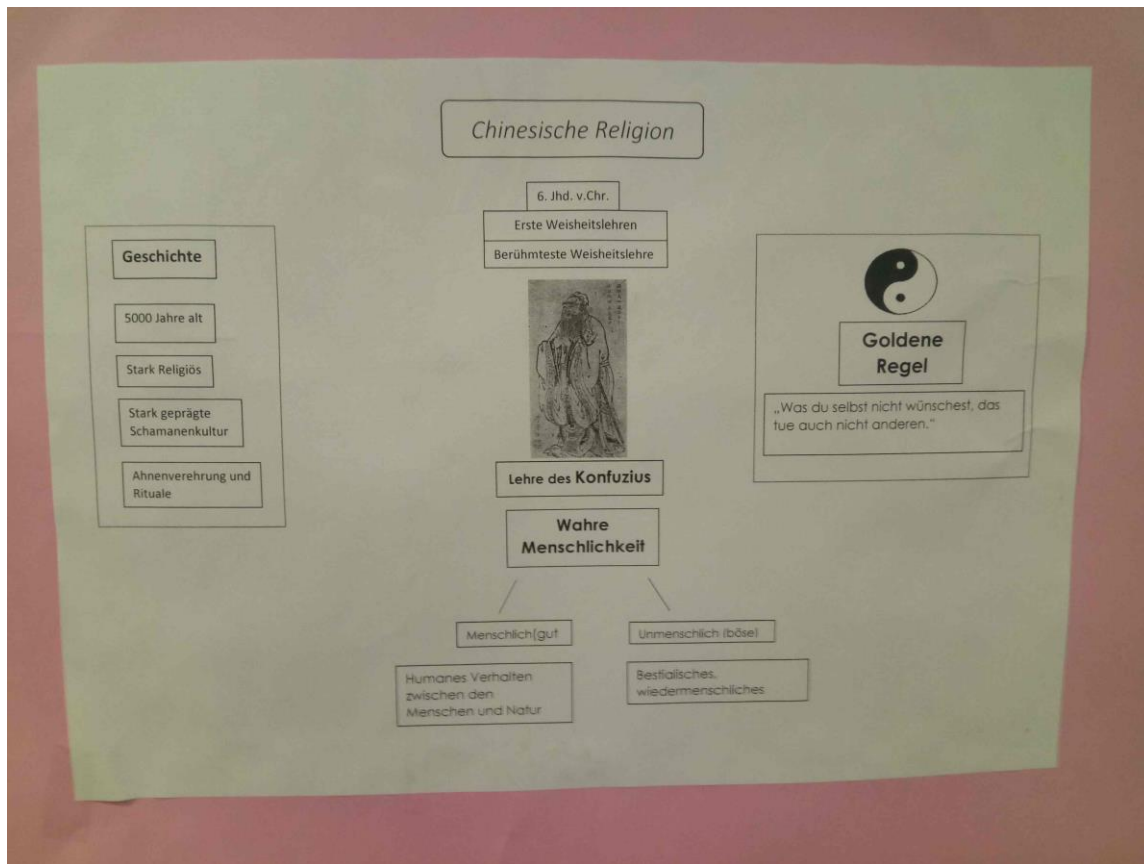 Chinesische Religion
6. Jhd. v.Chr.
Erste Weisheitslehren
Berühmteste Weisheitslehre
Geschichte
5000 Jahre alt
Stark Religiös
Stark geprägte
Schamanenkultur
Ahnenverehrung und
Rituale
Lehre des Konfuzius
Wahre
Menschlichkeit
Menschlich(gut
Humanes Verhalten
zwischen den
Menschen und Natur
Unmenschlich (böse)
Bestialisches,
wiedermenschliches
Goldene
Regel
„Was du selbst nicht wünschest, das
tue auch nicht anderen.“